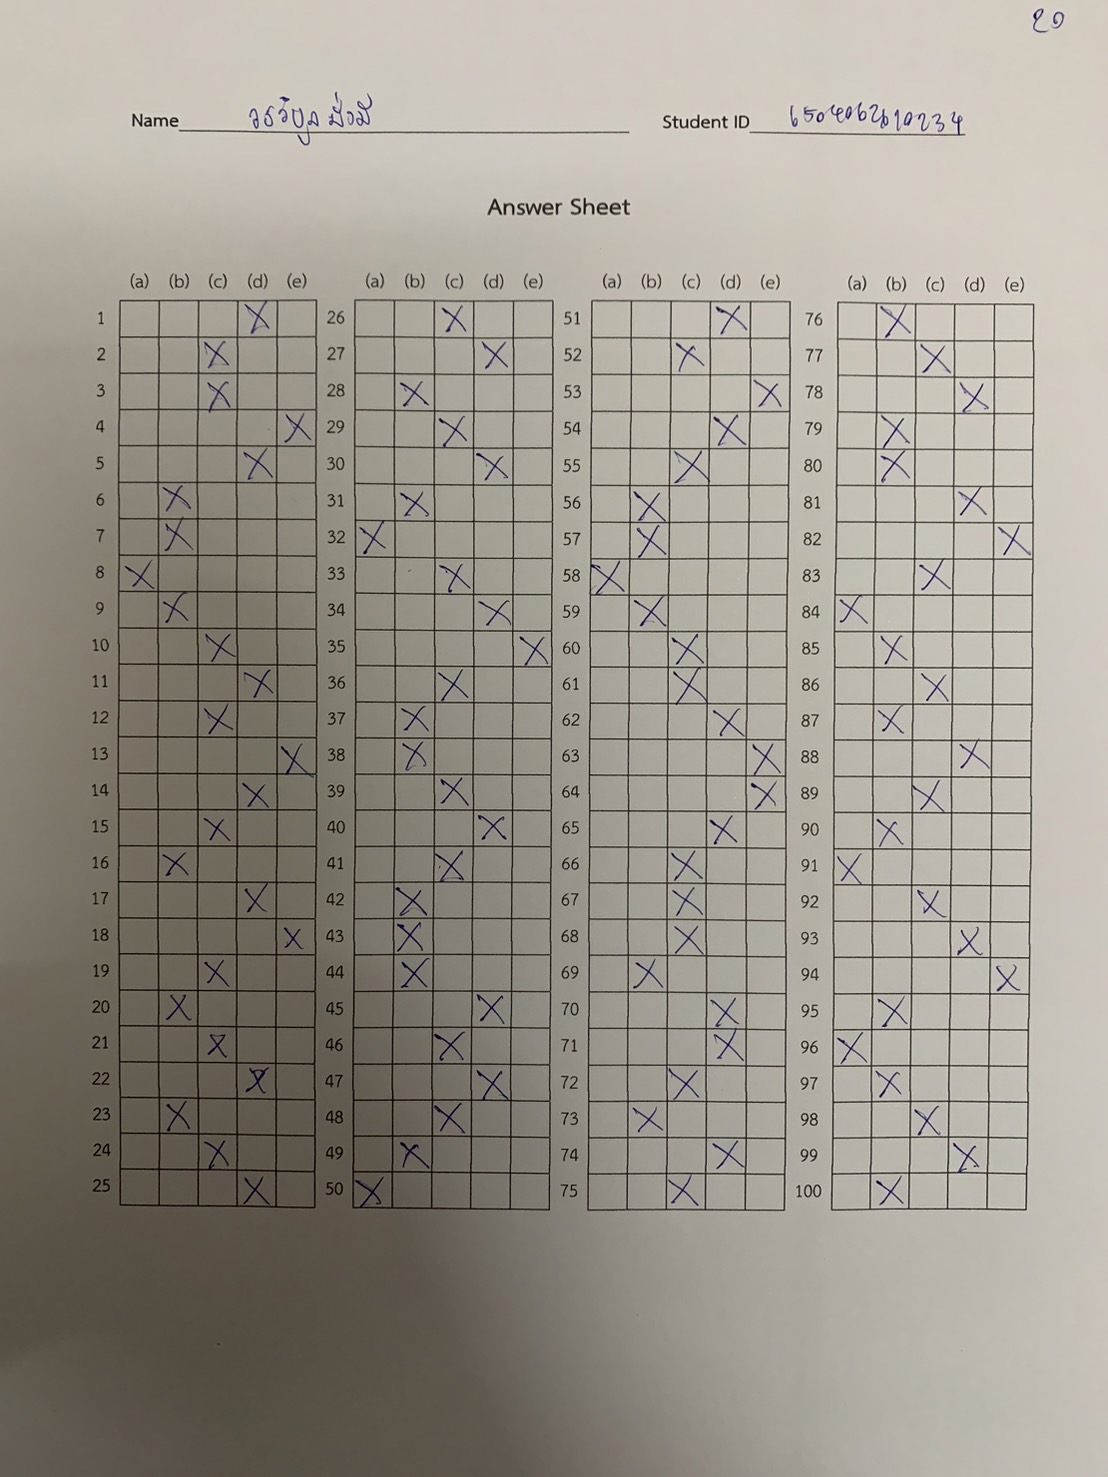 20
Name วรวิบูล มั่งมี Student ID 6504062610234
Answer Sheet
(a) (b) (c) (d) (e) (a) (b) (c) (d) (e) (a) (b) (c) (d) (e) (a) (b) (c) (d) (e)
1 X 26 X 51 X 76 X
2 X 27 X 52 X 77 X
3 X 28 X 53 X 78 X
4 X 29 X 54 X 79 X
5 X 30 X 55 X 80 X
6 X 31 X 56 X 81 X
7 X 32 X 57 X 82 X
8 X 33 X 58 X 83 X
9 X 34 X 59 X 84 X
10 X 35 X 60 X 85 X
11 X 36 X 61 X 86 X
12 X 37 X 62 X 87 X
13 X 38 X 63 X 88 X
14 X 39 X 64 X 89 X
15 X 40 X 65 X 90 X
16 X 41 X 66 X 91 X
17 X 42 X 67 X 92 X
18 X 43 X 68 X 93 X
19 X 44 X 69 X 94 X
20 X 45 X 70 X 95 X
21 X 46 X 71 X 96 X
22 X 47 X 72 X 97 X
23 X 48 X 73 X 98 X
24 X 49 X 74 X 99 X
25 X 50 X 75 X 100 X